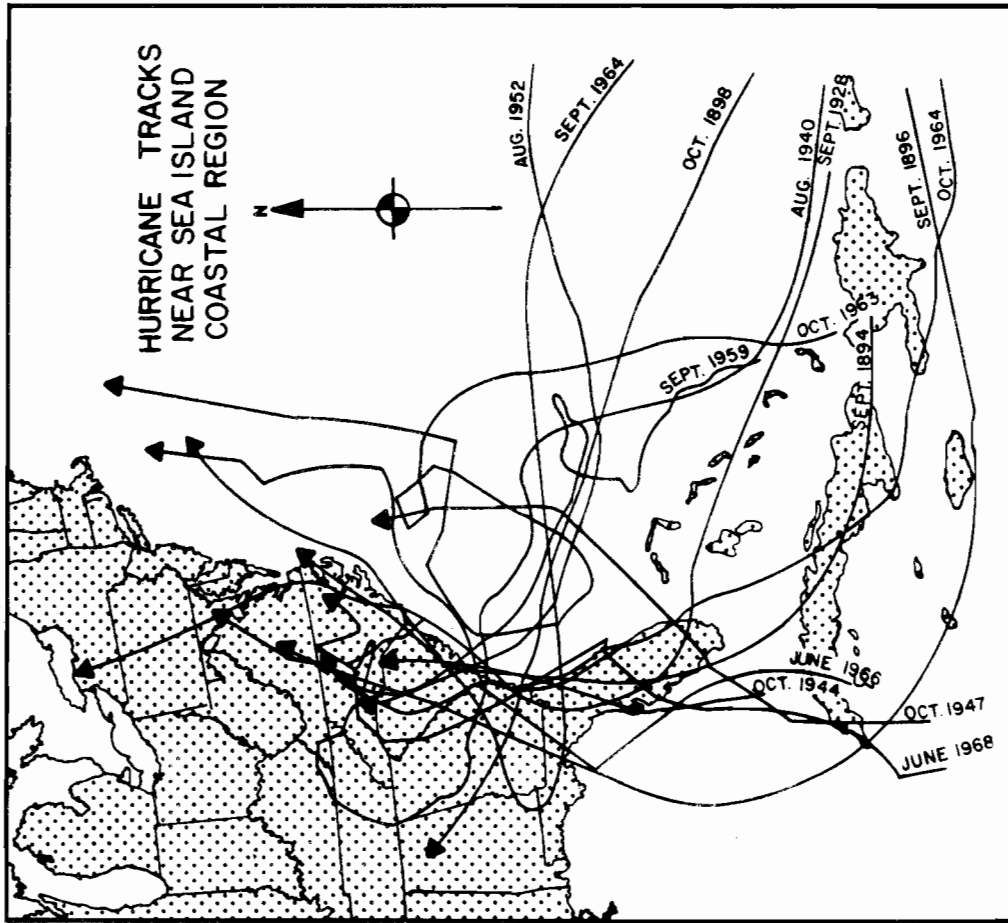 HURRICANE TRACKS
NEAR SEA ISLAND
COASTAL REGION
N
AUG. 1952
SEPT. 1964
OCT. 1898
AUG. 1940
SEPT. 1928
SEPT. 1896
OCT. 1964
OCT. 1963
SEPT. 1959
SEPT. 1894
JUNE 1966
OCT. 1944
OCT. 1947
JUNE 1968